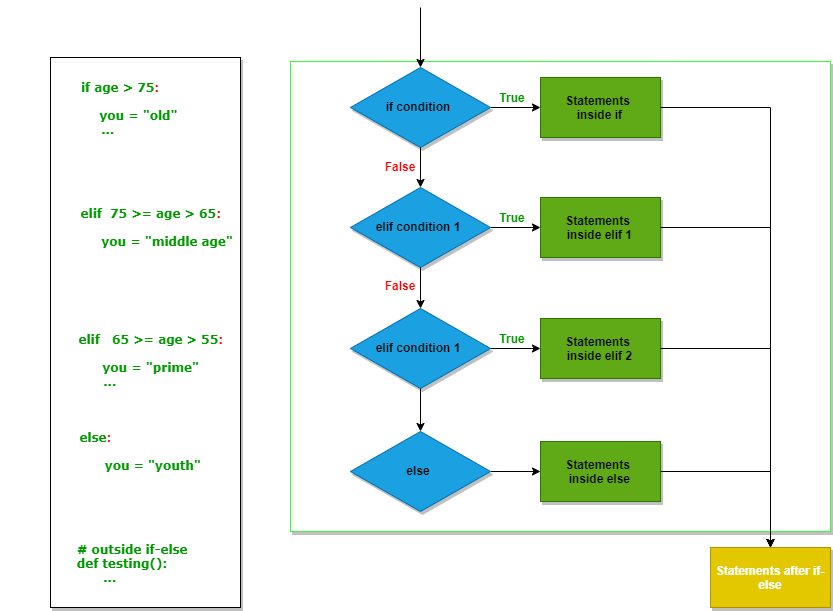 if age > 75:
you = "old"
...
elif  75 >= age > 65:
you = "middle age"
elif   65 >= age > 55:
you = "prime"
...
else:
you = "youth"
# outside if-else
def testing():
...
if condition
True
Statements
inside if
False
elif condition 1
True
Statements
inside elif 1
False
elif condition 1
True
Statements
inside elif 2
else
Statements
inside else
Statements after if-
else